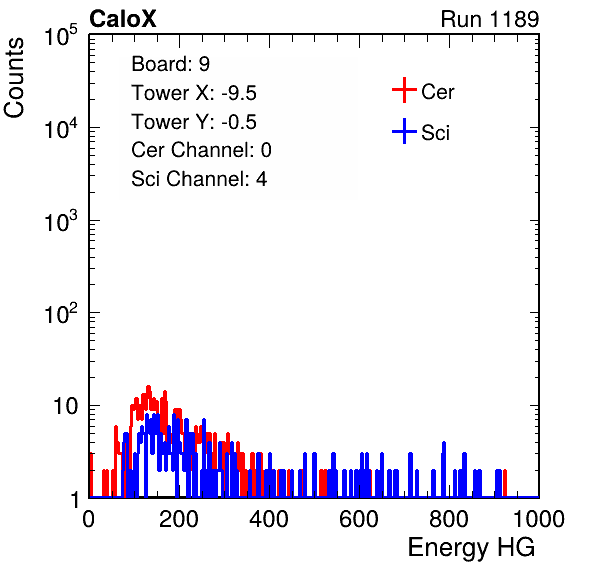 CaloX Run 1189
Counts
10^5
10^4
10^3
10^2
10
1
Board: 9
Tower X: -9.5
Tower Y: -0.5
Cer Channel: 0
Sci Channel: 4
Cer
Sci
0 200 400 600 800 1000
Energy HG